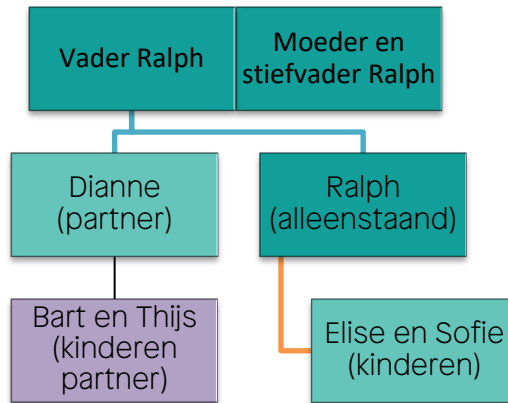 Vader Ralph
Moeder en
stiefvader Ralph
Dianne
(partner)
Ralph
(alleenstaand)
Bart en Thijs
(kinderen
partner)
Elise en Sofie
(kinderen)